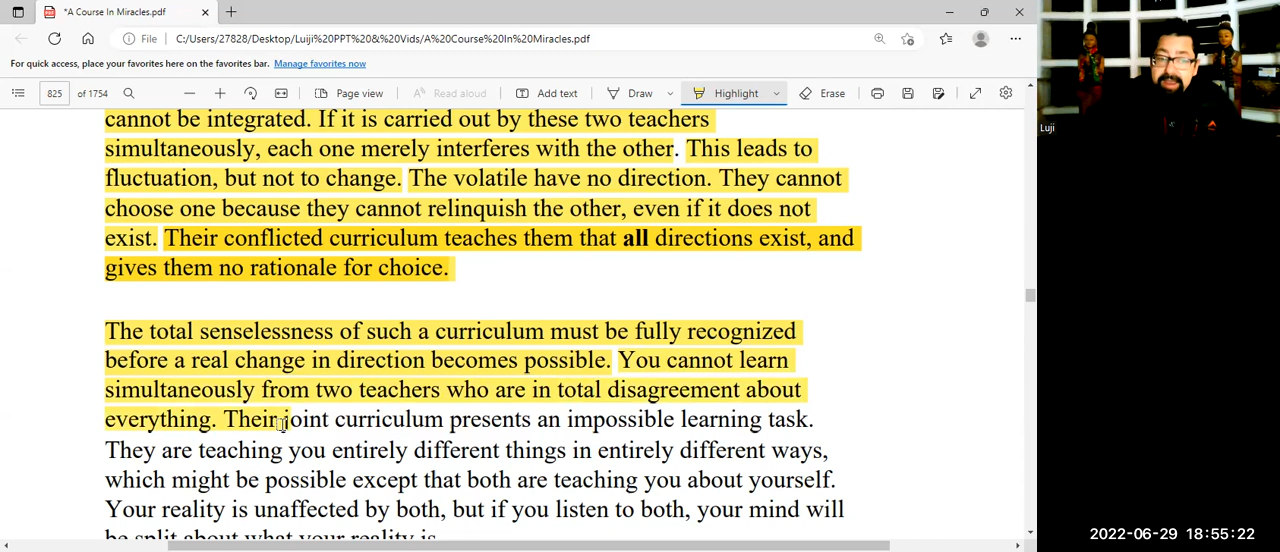 *A Course In Miracles.pdf
File
C:/Users/27828/Desktop/Luiji%20PPT%20&%20Vids/A%20Course%20In%20Miracles.pdf
For quick access, place your favorites here on the favorites bar. Manage favorites now
825 of 1754
Page view
Read aloud
Add text
Draw
Highlight
Erase
cannot be integrated. If it is carried out by these two teachers
simultaneously, each one merely interferes with the other. This leads to
fluctuation, but not to change. The volatile have no direction. They cannot
choose one because they cannot relinquish the other, even if it does not
exist. Their conflicted curriculum teaches them that all directions exist, and
gives them no rationale for choice.
The total senselessness of such a curriculum must be fully recognized
before a real change in direction becomes possible. You cannot learn
simultaneously from two teachers who are in total disagreement about
everything. Their joint curriculum presents an impossible learning task.
They are teaching you entirely different things in entirely different ways,
which might be possible except that both are teaching you about yourself.
Your reality is unaffected by both, but if you listen to both, your mind will
be split about what your reality is.
Luji
2022-06-29 18:55:22